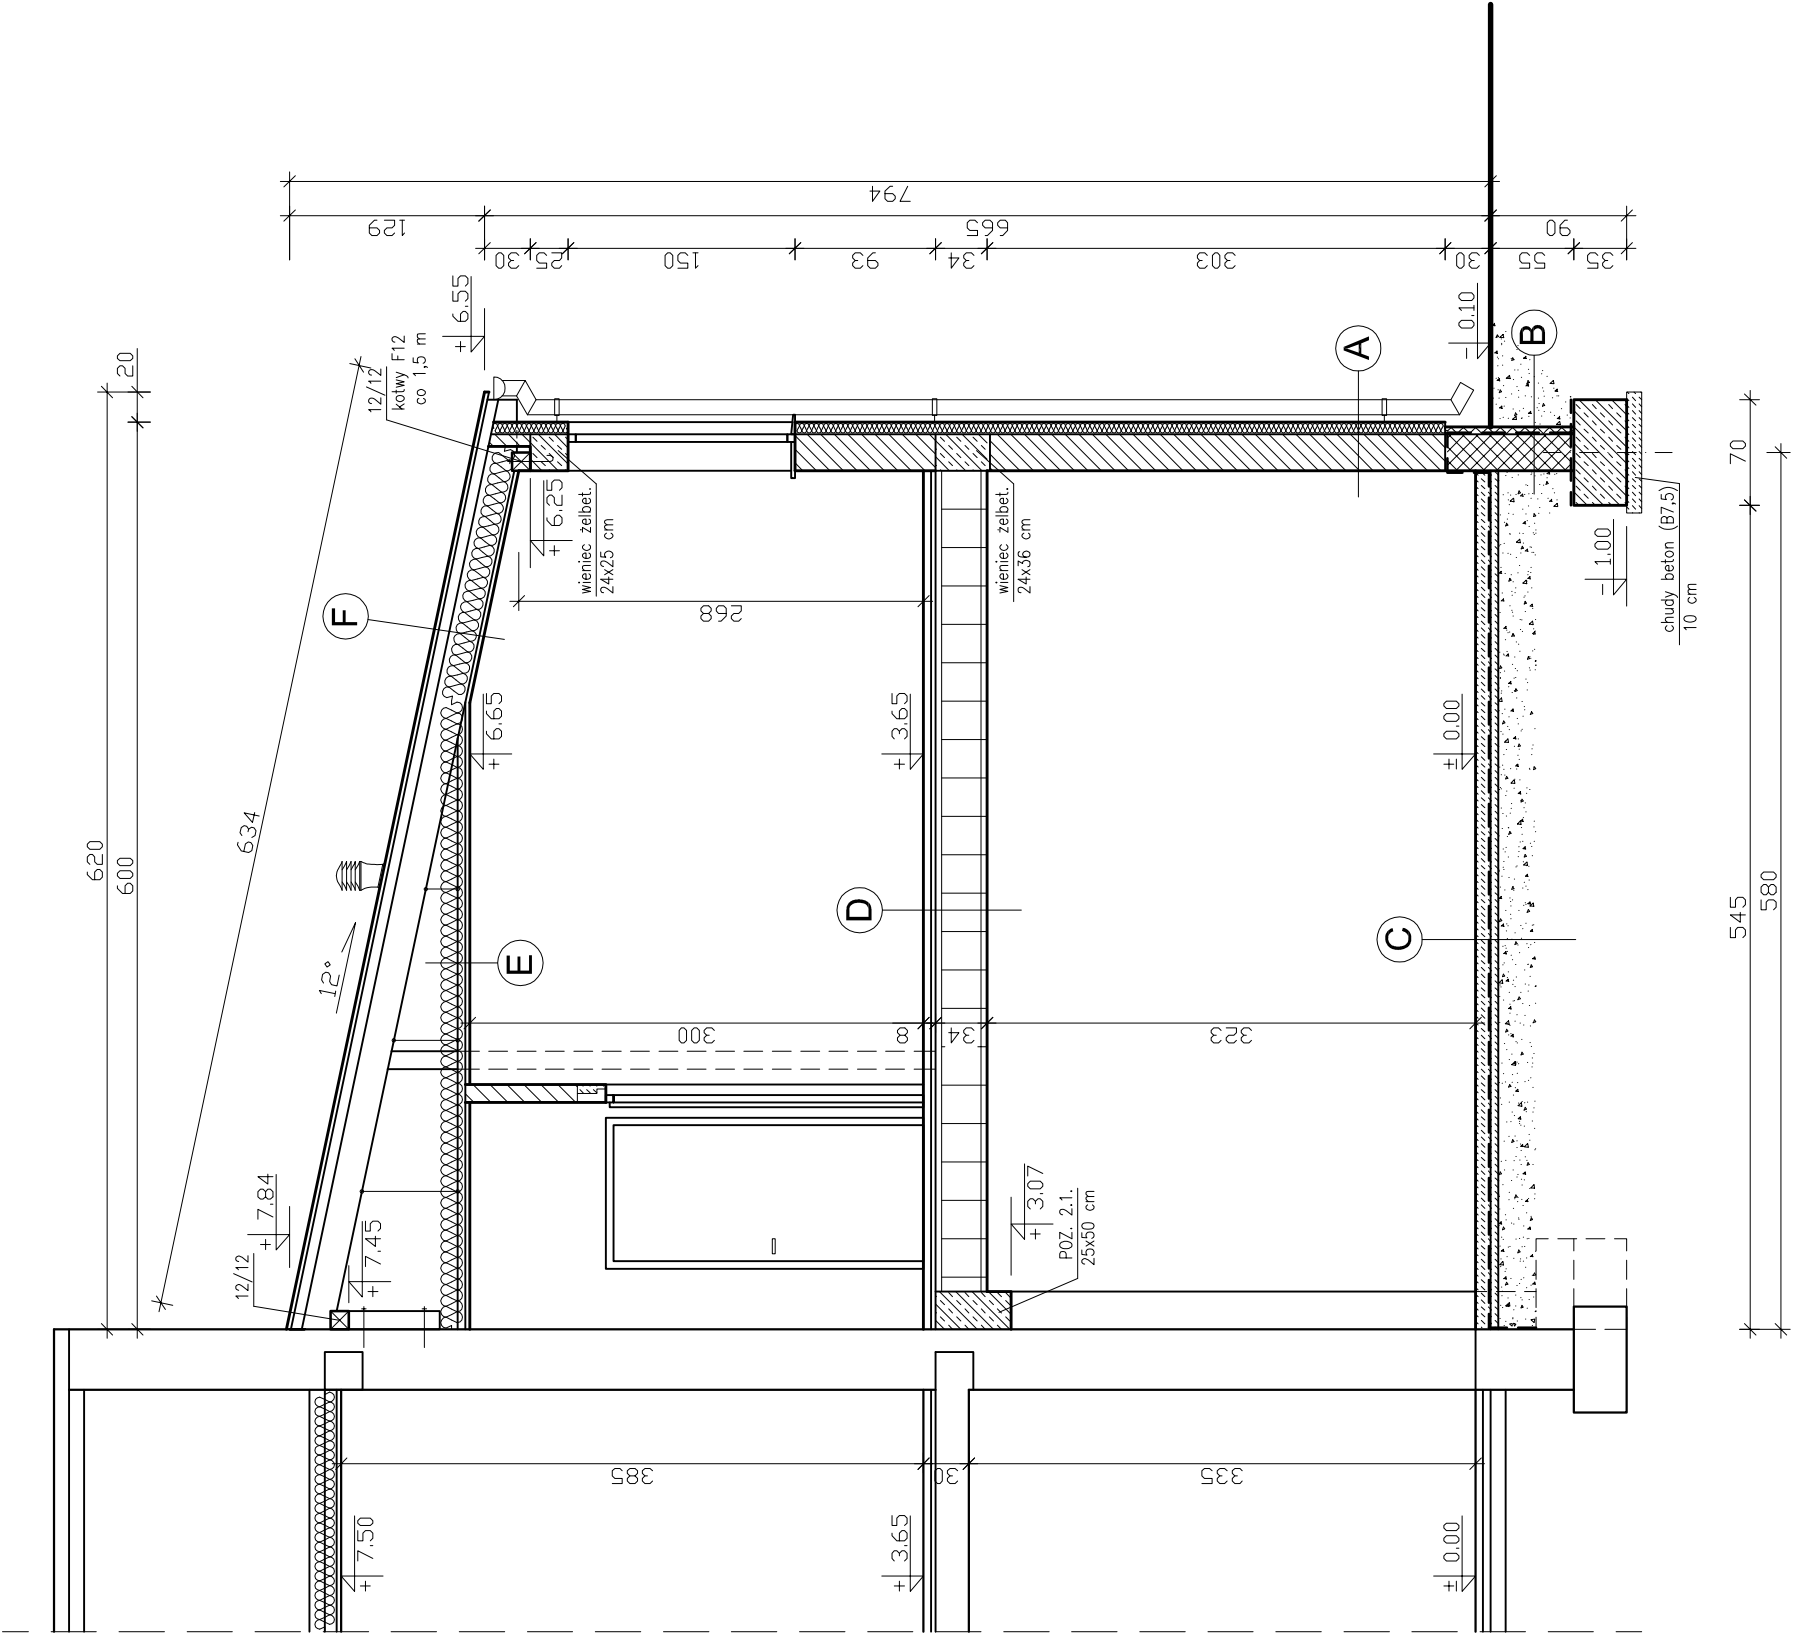 620
600
20
634
12°
129
794
665
30
25
150
93
34
303
30
90
55
35
12/12
kotwy F12
co 1,5 m
+ 6.55
+ 6.25
wieniec żelbet.
24x25 cm
F
+ 7.84
12/12
+ 7.45
E
+ 6.65
268
D
+ 3.65
wieniec żelbet.
24x36 cm
A
- 0.10
B
300
8
34
323
+ 3.07
POZ. 2.1.
25x50 cm
C
± 0.00
- 1.00
chudy beton (B7,5)
10 cm
385
30
335
+ 7.50
+ 3.65
± 0.00
70
545
580